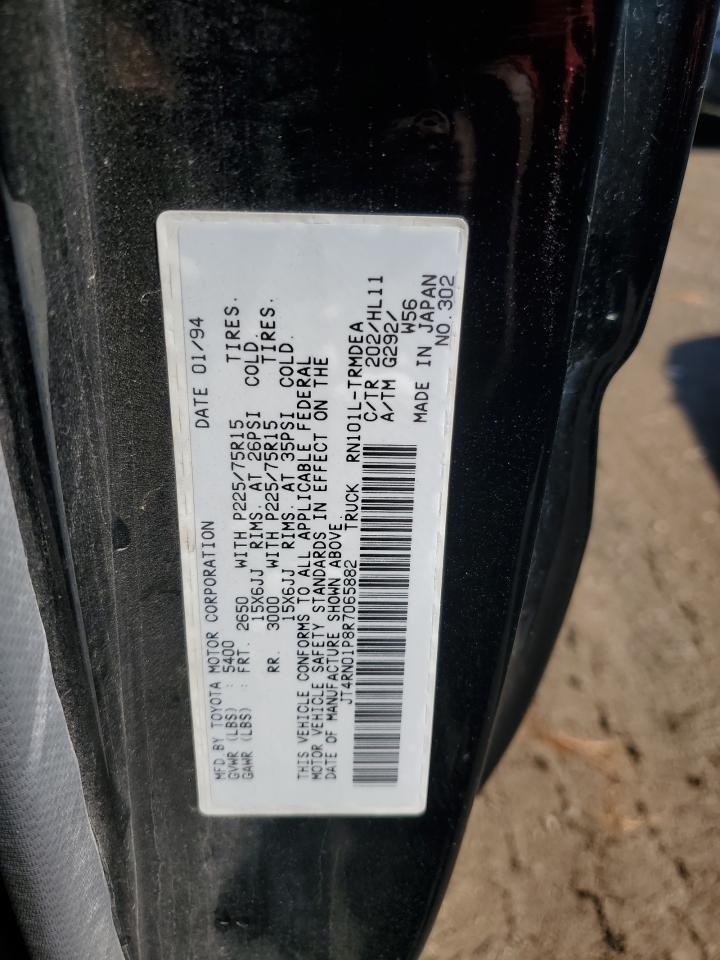 MFD BY TOYOTA MOTOR CORPORATION DATE 01/94
GVWR (LBS) : 5400
GAWR (LBS) : FRT. 2650 WITH P225/75R15 TIRES.
15X6JJ RIMS. AT 26PSI COLD.
RR. 3000 WITH P225/75R15 TIRES.
15X6JJ RIMS. AT 35PSI COLD.
THIS VEHICLE CONFORMS TO ALL APPLICABLE FEDERAL
MOTOR VEHICLE SAFETY STANDARDS IN EFFECT ON THE
DATE OF MANUFACTURE SHOWN ABOVE.
JT4RN01P8R7065882 TRUCK RN101L-TRMDEA
C/TR 202/HL11
A/TM G292/
W56
MADE IN JAPAN
NO.302